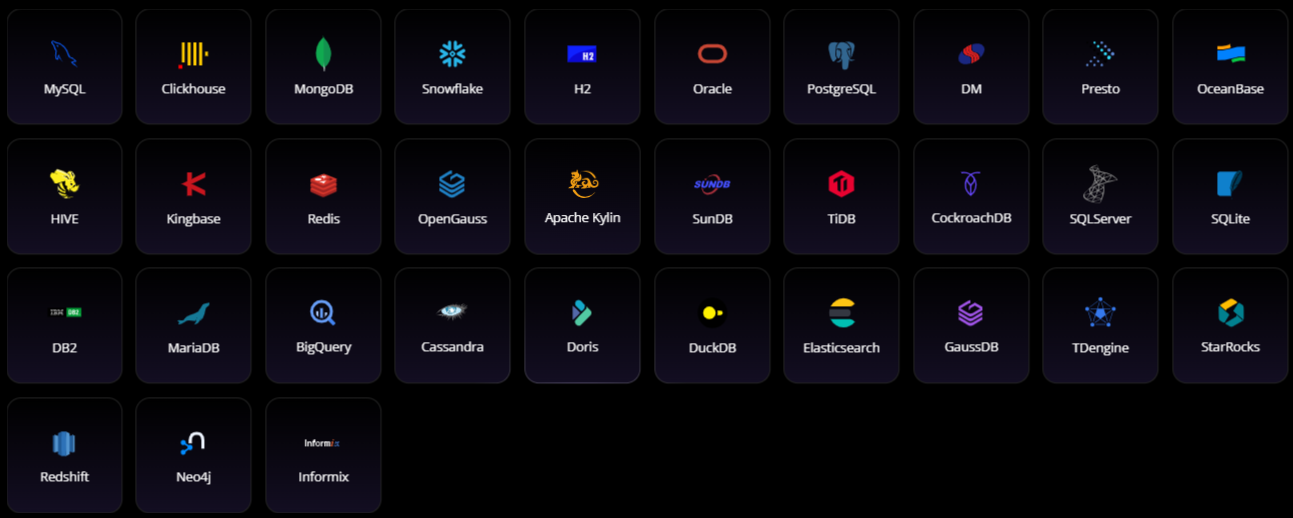 H2
MySQL
Clickhouse
MongoDB
Snowflake
H2
Oracle
PostgreSQL
DM
Presto
OceanBase
SUNDB
HIVE
Kingbase
Redis
OpenGauss
Apache Kylin
SunDB
TiDB
CockroachDB
SQLServer
SQLite
IBM DB2
DB2
MariaDB
BigQuery
Cassandra
Doris
DuckDB
Elasticsearch
GaussDB
TDengine
StarRocks
Informix
Redshift
Neo4j
Informix